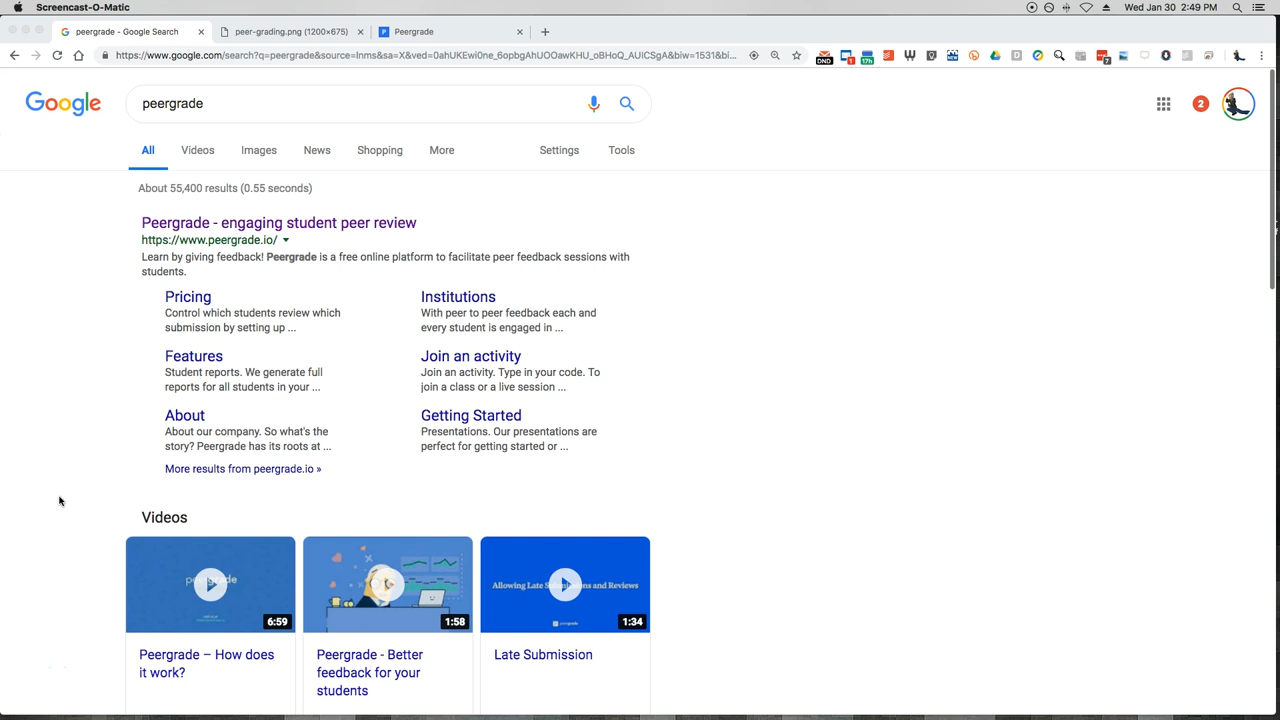 Screencast-O-Matic
Wed Jan 30 2:49 PM
peergrade - Google Search
peer-grading.png (1200×675)
Peergrade
https://www.google.com/search?q=peergrade&source=lnms&sa=X&ved=0ahUKEwi0ne_6opbgAhUOOawKHU_oBHoQ_AUICSgA&biw=1531&bi...
Google
peergrade
2
All Videos Images News Shopping More Settings Tools
About 55,400 results (0.55 seconds)
Peergrade - engaging student peer review
https://www.peergrade.io/
Learn by giving feedback! Peergrade is a free online platform to facilitate peer feedback sessions with
students.
Pricing
Control which students review which
submission by setting up ...
Institutions
With peer to peer feedback each and
every student is engaged in ...
Features
Student reports. We generate full
reports for all students in your ...
Join an activity
Join an activity. Type in your code. To
join a class or a live session ...
About
About our company. So what's the
story? Peergrade has its roots at ...
Getting Started
Presentations. Our presentations are
perfect for getting started or ...
More results from peergrade.io »
Videos
peergrade
6:59
1:58
Allowing Late Submissions and Reviews
peergrade
1:34
Peergrade – How does
it work?
Peergrade - Better
feedback for your
students
Late Submission